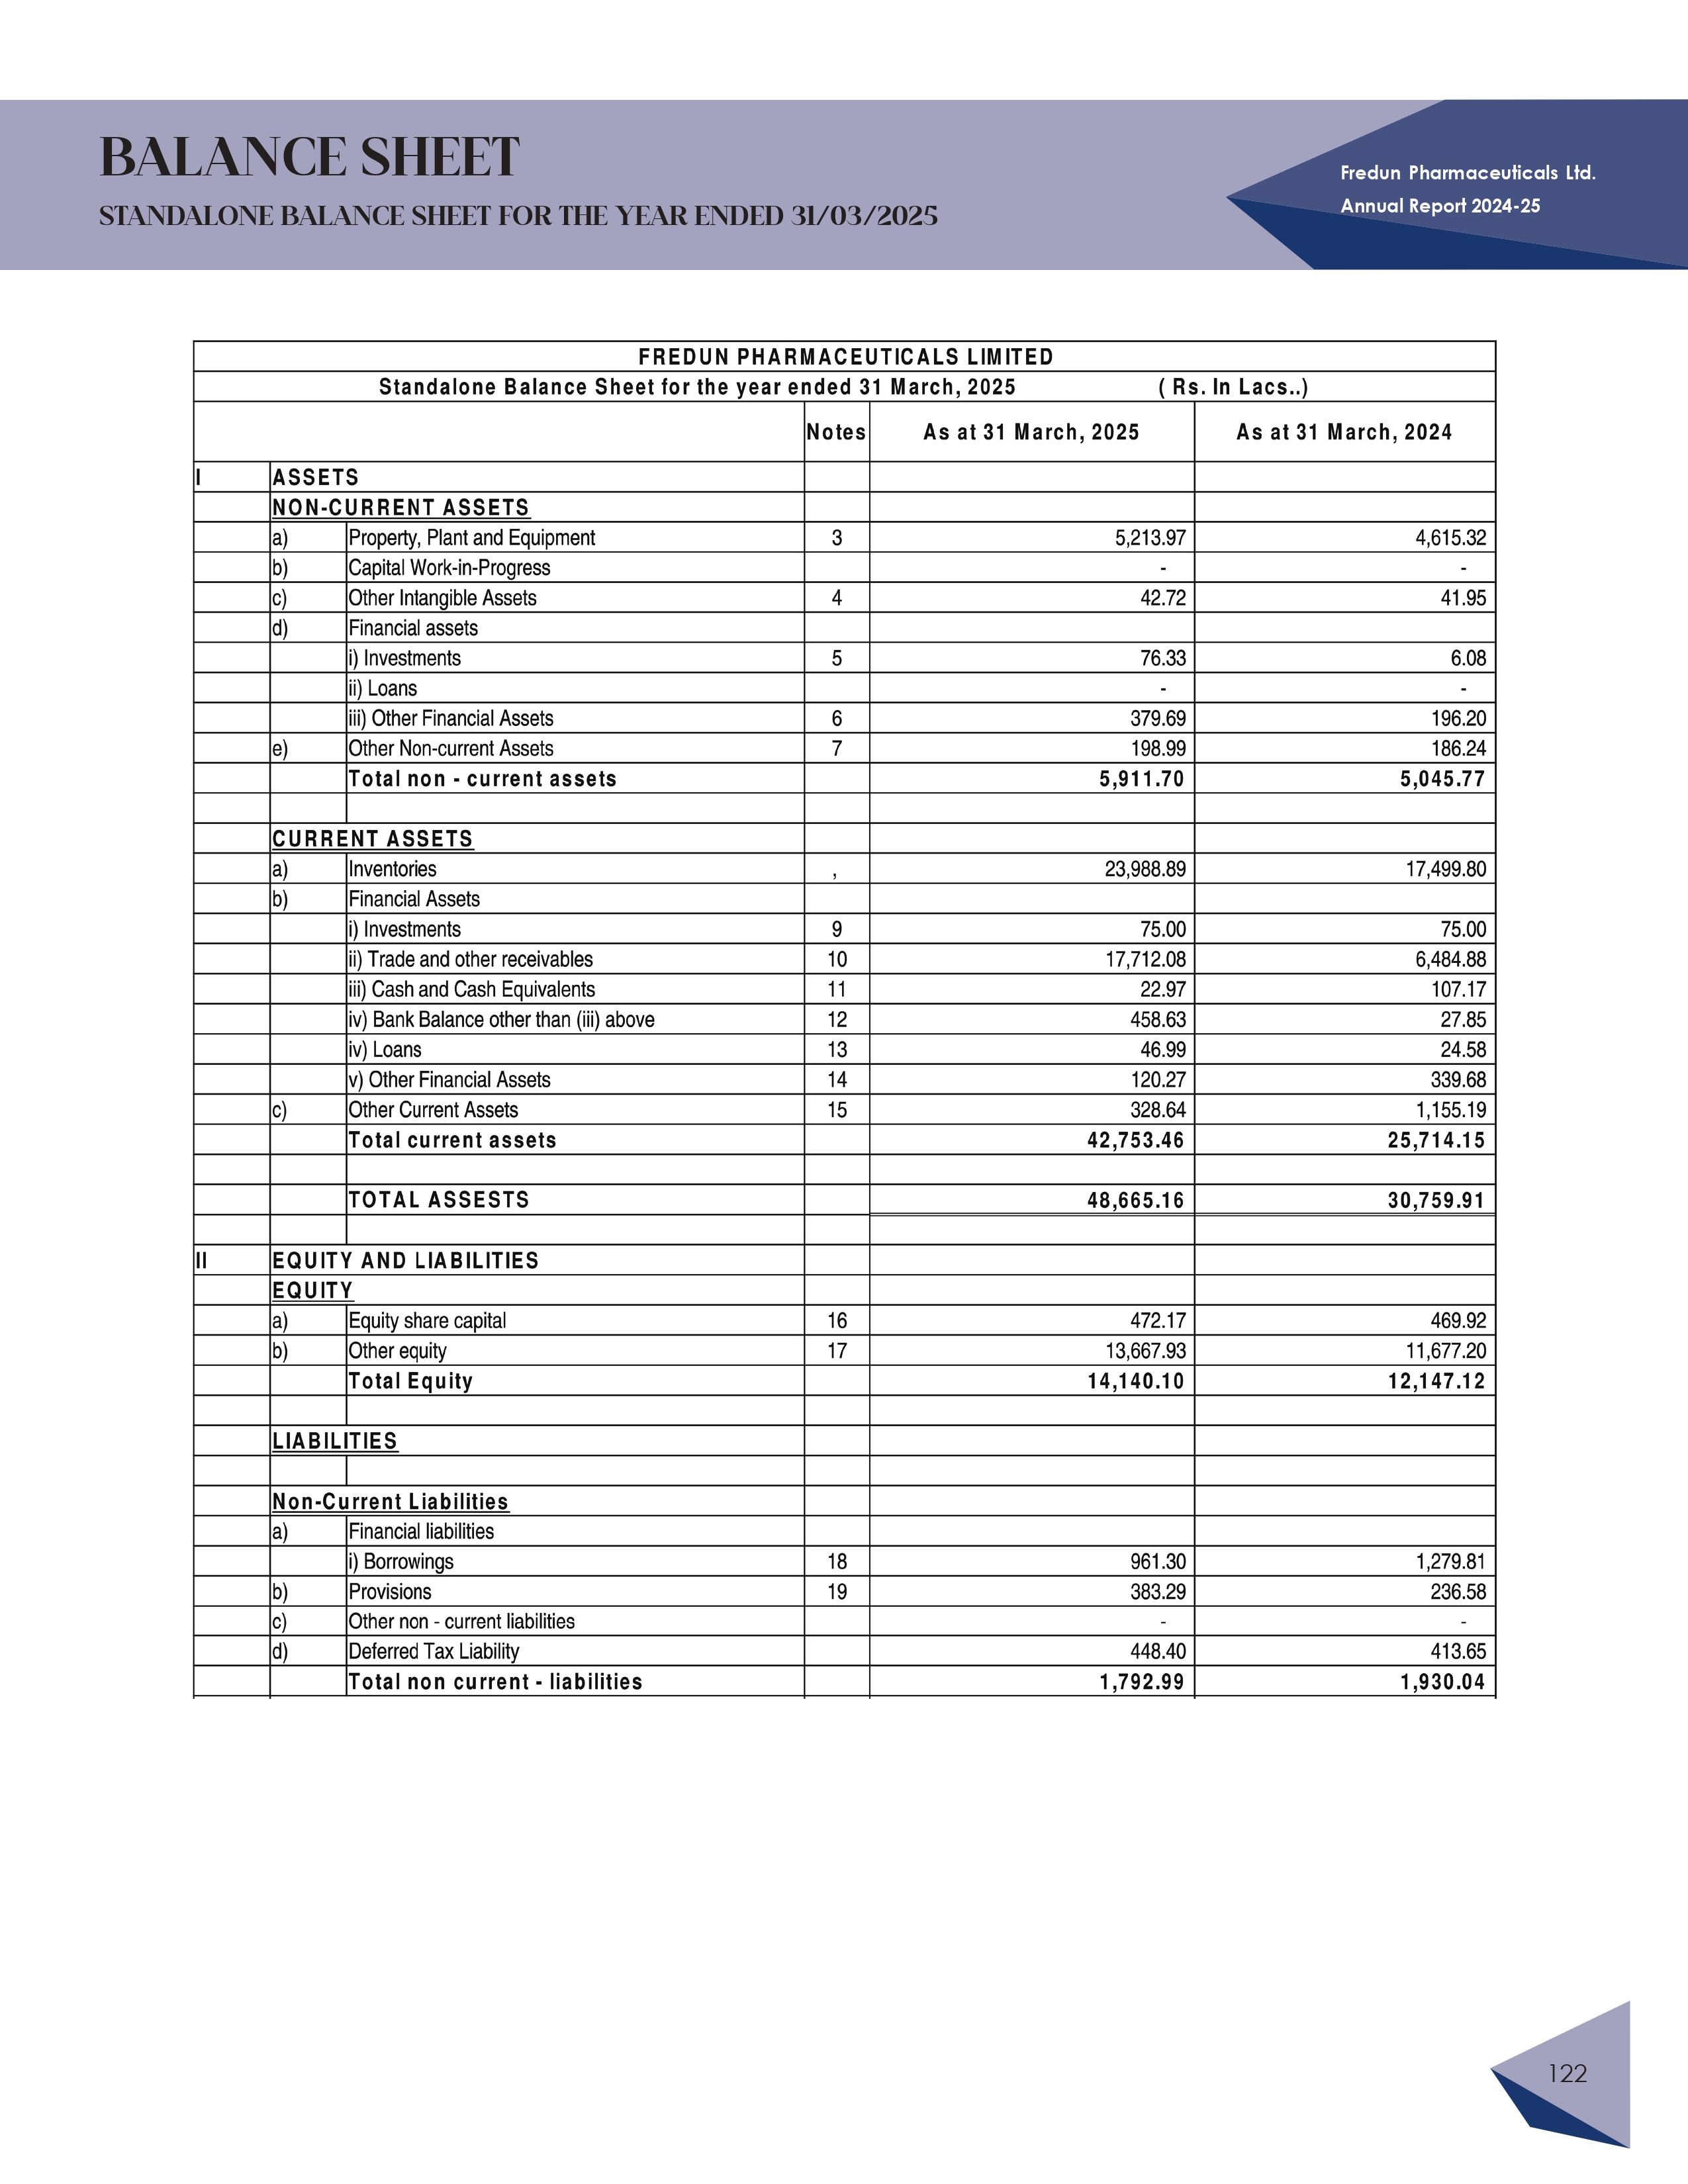 BALANCE SHEET
STANDALONE BALANCE SHEET FOR THE YEAR ENDED 31/03/2025
Fredun Pharmaceuticals Ltd.
Annual Report 2024-25
FREDUN PHARMACEUTICALS LIMITED
Standalone Balance Sheet for the year ended 31 March, 2025 ( Rs. In Lacs..)
Notes As at 31 March, 2025 As at 31 March, 2024
I ASSETS
NON-CURRENT ASSETS
a) Property, Plant and Equipment 3 5,213.97 4,615.32
b) Capital Work-in-Progress - -
c) Other Intangible Assets 4 42.72 41.95
d) Financial assets
i) Investments 5 76.33 6.08
ii) Loans - -
iii) Other Financial Assets 6 379.69 196.20
e) Other Non-current Assets 7 198.99 186.24
Total non - current assets 5,911.70 5,045.77
CURRENT ASSETS
a) Inventories , 23,988.89 17,499.80
b) Financial Assets
i) Investments 9 75.00 75.00
ii) Trade and other receivables 10 17,712.08 6,484.88
iii) Cash and Cash Equivalents 11 22.97 107.17
iv) Bank Balance other than (iii) above 12 458.63 27.85
iv) Loans 13 46.99 24.58
v) Other Financial Assets 14 120.27 339.68
c) Other Current Assets 15 328.64 1,155.19
Total current assets 42,753.46 25,714.15
TOTAL ASSESTS 48,665.16 30,759.91
II EQUITY AND LIABILITIES
EQUITY
a) Equity share capital 16 472.17 469.92
b) Other equity 17 13,667.93 11,677.20
Total Equity 14,140.10 12,147.12
LIABILITIES
Non-Current Liabilities
a) Financial liabilities
i) Borrowings 18 961.30 1,279.81
b) Provisions 19 383.29 236.58
c) Other non - current liabilities - -
d) Deferred Tax Liability 448.40 413.65
Total non current - liabilities 1,792.99 1,930.04
122